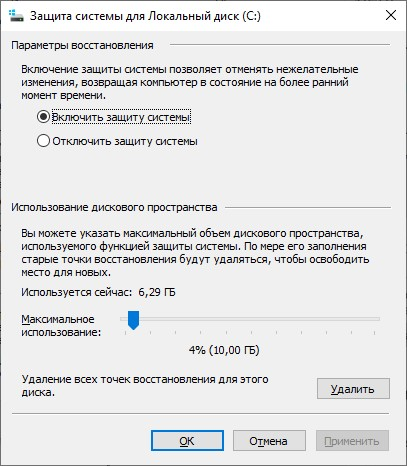 Защита системы для Локальный диск (C:)
Параметры восстановления
Включение защиты системы позволяет отменять нежелательные
изменения, возвращая компьютер в состояние на более ранний
момент времени.
Включить защиту системы
Отключить защиту системы
Использование дискового пространства
Вы можете указать максимальный объем дискового пространства,
используемого функцией защиты системы. По мере его заполнения
старые точки восстановления будут удаляться, чтобы освободить
место для новых.
Используется сейчас: 6,29 ГБ
Максимальное
использование:
4% (10,00 ГБ)
Удаление всех точек восстановления для этого
диска.
Удалить
ОК
Отмена
Применить